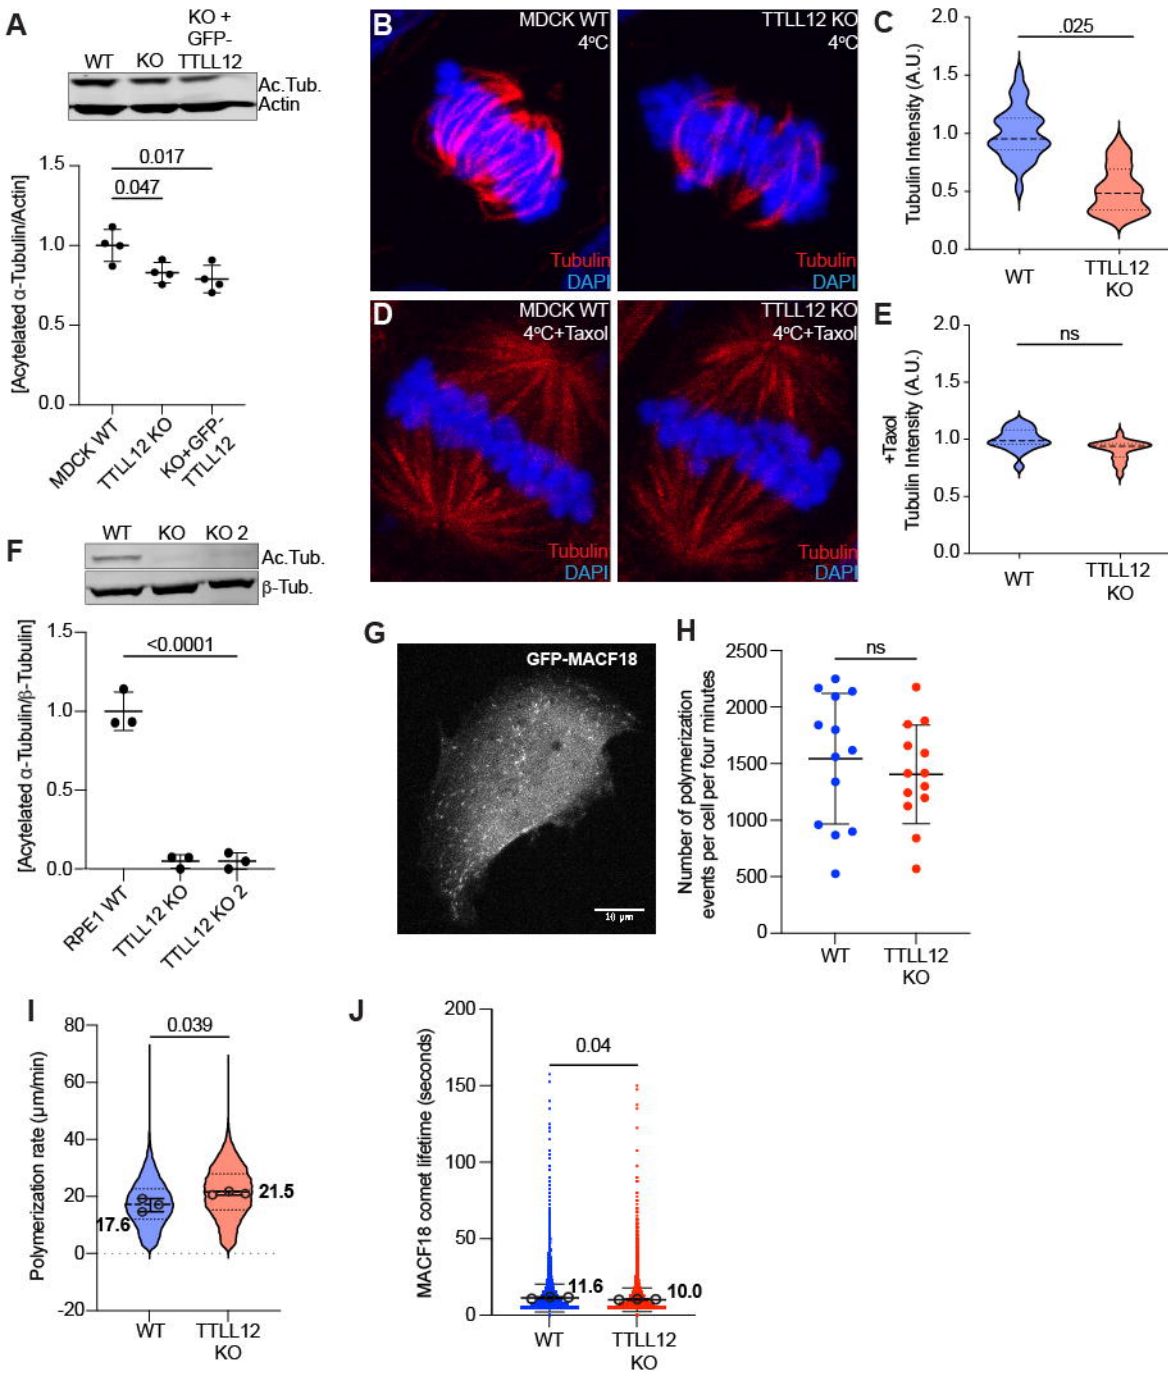 A
KO +
GFP-
WT KO TTLL12
Ac.Tub.
Actin
[Acytelated α-Tubulin/Actin]
1.5
1.0
0.5
0.0
0.017
0.047
MDCK WT
TTLL12 KO
KO+GFP-
TTLL12
B
MDCK WT
4ºC
Tubulin
DAPI
TTLL12 KO
4ºC
Tubulin
DAPI
C
Tubulin Intensity (A.U.)
2.0
1.5
1.0
0.5
0.0
.025
WT
TTLL12
KO
D
MDCK WT
4ºC+Taxol
Tubulin
DAPI
TTLL12 KO
4ºC+Taxol
Tubulin
DAPI
E
+Taxol
Tubulin Intensity (A.U.)
2.0
1.5
1.0
0.5
0.0
ns
WT
TTLL12
KO
F
WT KO KO 2
Ac.Tub.
β-Tub.
[Acytelated α-Tubulin/β-Tubulin]
1.5
1.0
0.5
0.0
<0.0001
RPE1 WT
TTLL12 KO
TTLL12 KO 2
G
GFP-MACF18
10 µm
H
Number of polymerization
events per cell per four minutes
2500
2000
1500
1000
500
0
ns
WT
TTLL12
KO
I
Polymerization rate (µm/min)
80
60
40
20
0
-20
0.039
17.6
21.5
WT
TTLL12
KO
J
MACF18 comet lifetime (seconds)
200
150
100
50
0
0.04
11.6
10.0
WT
TTLL12
KO